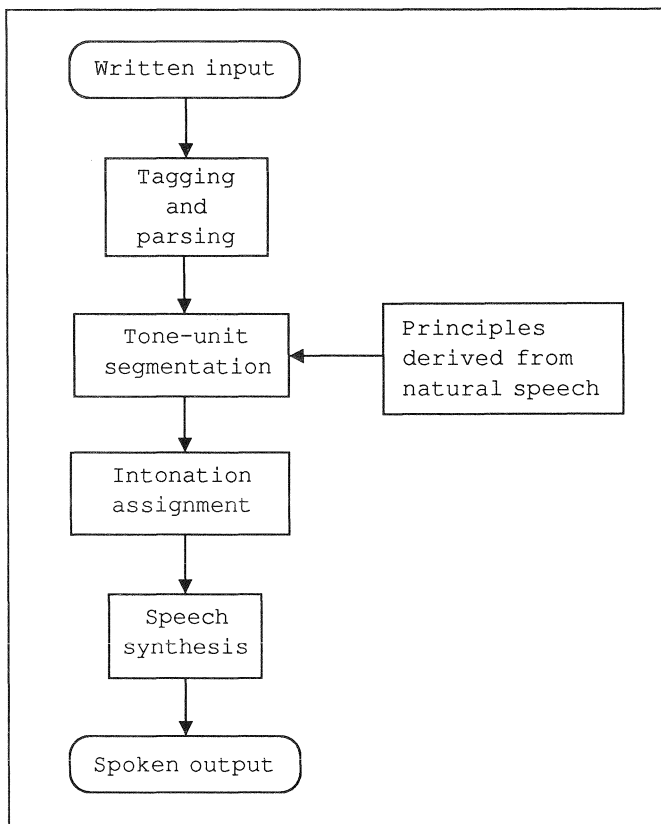 Written input
Tagging
and
parsing
Tone-unit
segmentation
Principles
derived from
natural speech
Intonation
assignment
Speech
synthesis
Spoken output